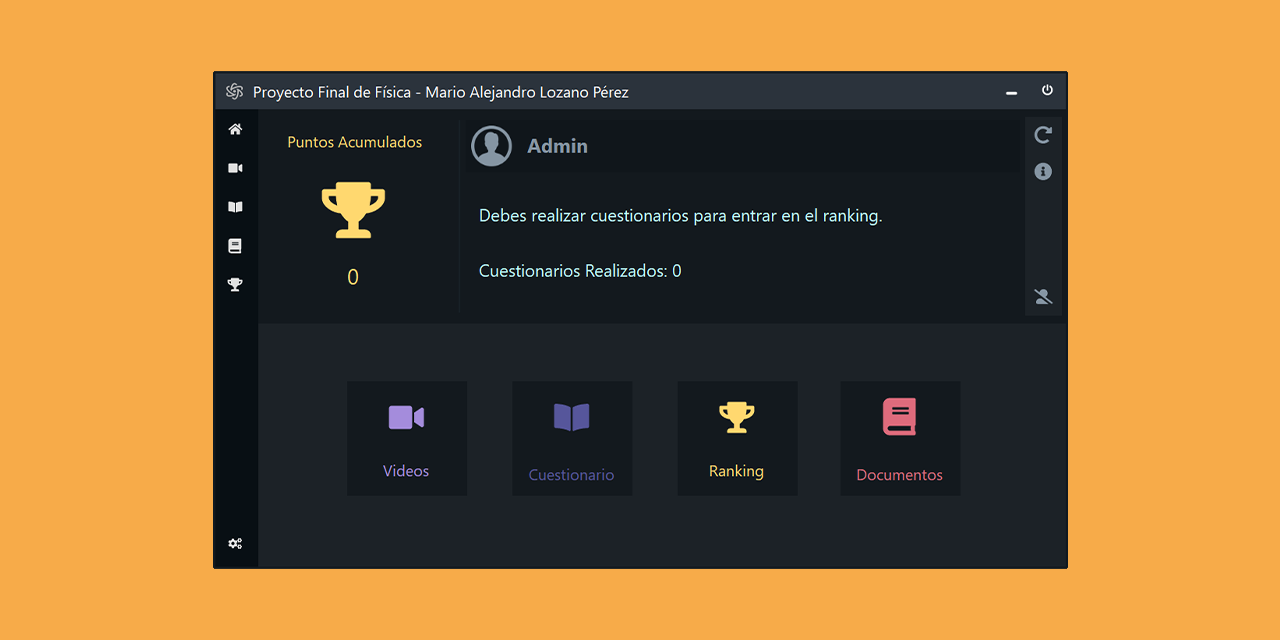 Proyecto Final de Física - Mario Alejandro Lozano Pérez
Puntos Acumulados
0
Admin
Debes realizar cuestionarios para entrar en el ranking.
Cuestionarios Realizados: 0
Videos
Cuestionario
Ranking
Documentos